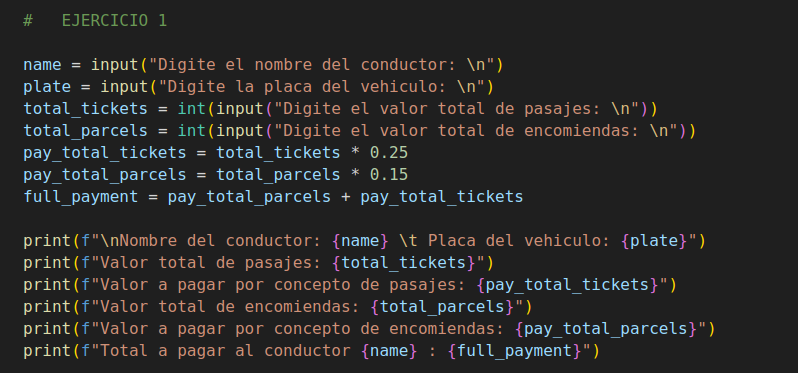 #   EJERCICIO 1
name = input("Digite el nombre del conductor: \n")
plate = input("Digite la placa del vehiculo: \n")
total_tickets = int(input("Digite el valor total de pasajes: \n"))
total_parcels = int(input("Digite el valor total de encomiendas: \n"))
pay_total_tickets = total_tickets * 0.25
pay_total_parcels = total_parcels * 0.15
full_payment = pay_total_parcels + pay_total_tickets
print(f"\nNombre del conductor: {name} \t Placa del vehiculo: {plate}")
print(f"Valor total de pasajes: {total_tickets}")
print(f"Valor a pagar por concepto de pasajes: {pay_total_tickets}")
print(f"Valor total de encomiendas: {total_parcels}")
print(f"Valor a pagar por concepto de encomiendas: {pay_total_parcels}")
print(f"Total a pagar al conductor {name} : {full_payment}")